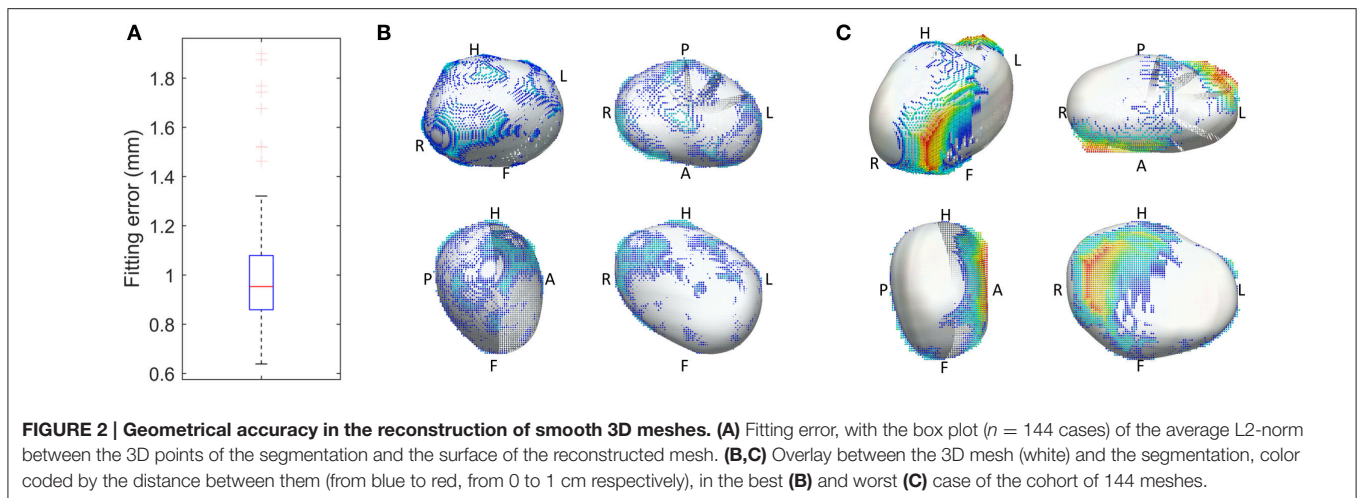 A
B
C
Fitting error (mm)
1.8
1.6
1.4
1.2
1
0.8
0.6
H
L
R
F
P
R
L
A
H
P
A
F
H
R
L
F
H
L
R
F
P
R
L
A
H
P
A
F
H
R
L
F
FIGURE 2 | Geometrical accuracy in the reconstruction of smooth 3D meshes. (A) Fitting error, with the box plot (n = 144 cases) of the average L2-norm
between the 3D points of the segmentation and the surface of the reconstructed mesh. (B,C) Overlay between the 3D mesh (white) and the segmentation, color
coded by the distance between them (from blue to red, from 0 to 1 cm respectively), in the best (B) and worst (C) case of the cohort of 144 meshes.